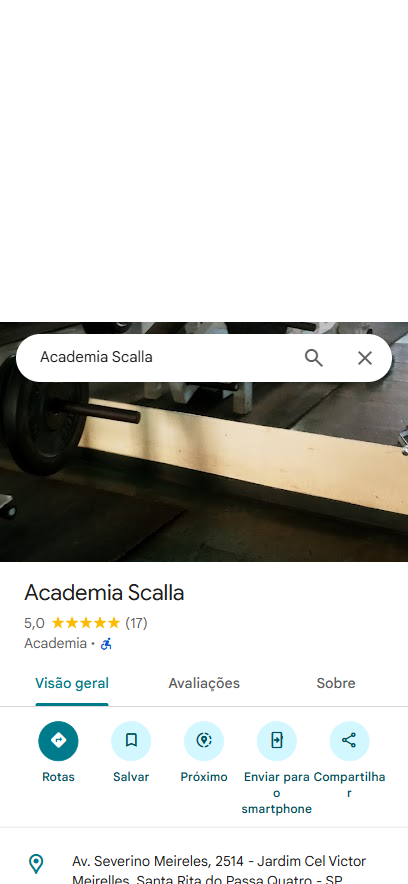 Academia Scalla
Academia Scalla
5,0 (17)
Academia ·
Visão geral
Avaliações
Sobre
Rotas
Salvar
Próximo
Enviar para
o
smartphone
Compartilha
r
Av. Severino Meireles, 2514 - Jardim Cel Victor
Meirelles, Santa Rita do Passa Quatro - SP